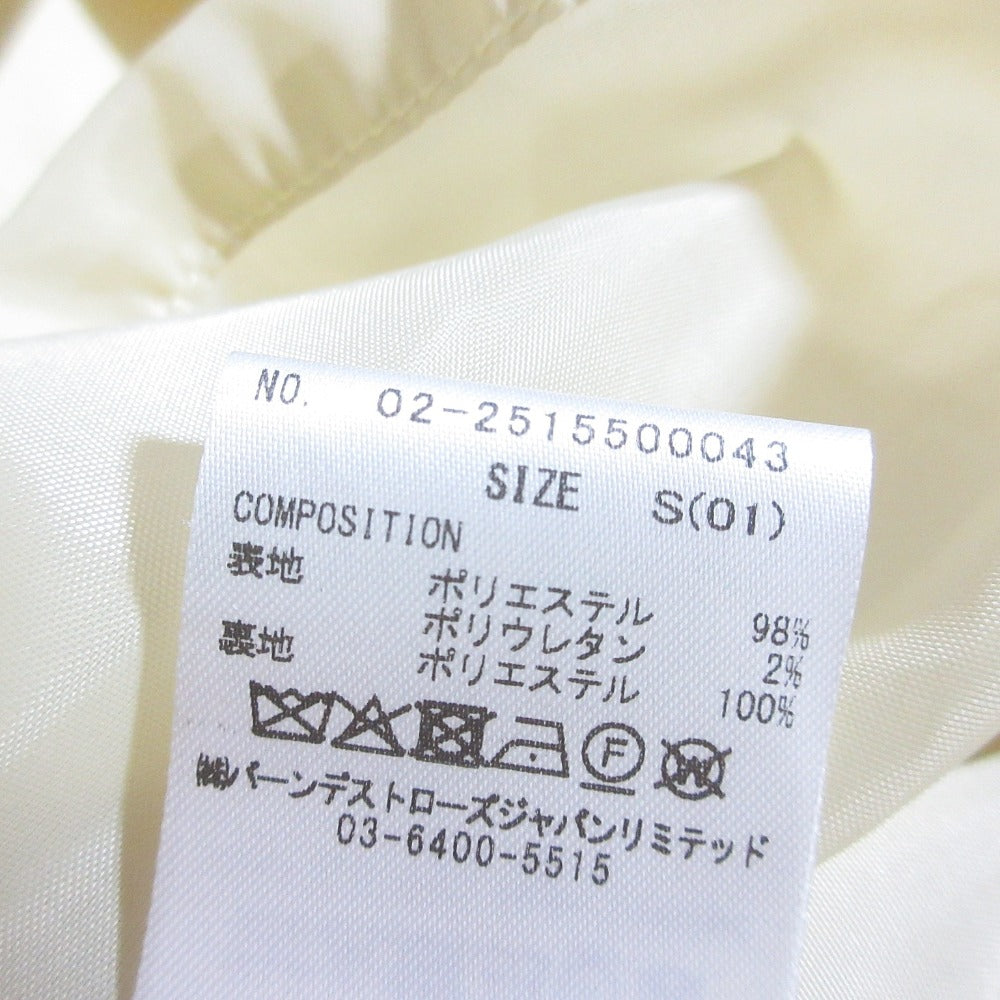 NO. 02-2515500043
SIZE S(01)
COMPOSITION
表地 ポリエステル 98%
ポリウレタン 2%
裏地 ポリエステル 100%
F W
㈱バーンデストローズジャパンリミテッド
03-6400-5515